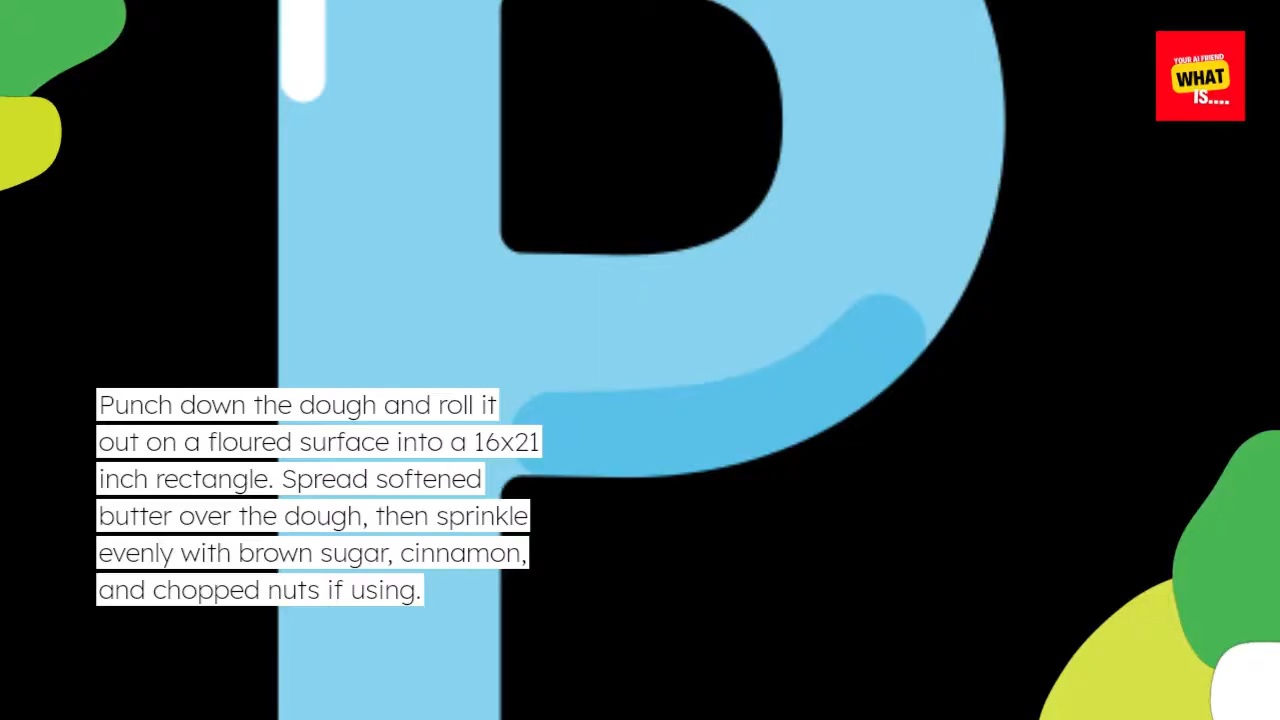 P
YOUR AI FRIEND
WHAT
IS....
Punch down the dough and roll it
out on a floured surface into a 16x21
inch rectangle. Spread softened
butter over the dough, then sprinkle
evenly with brown sugar, cinnamon,
and chopped nuts if using.